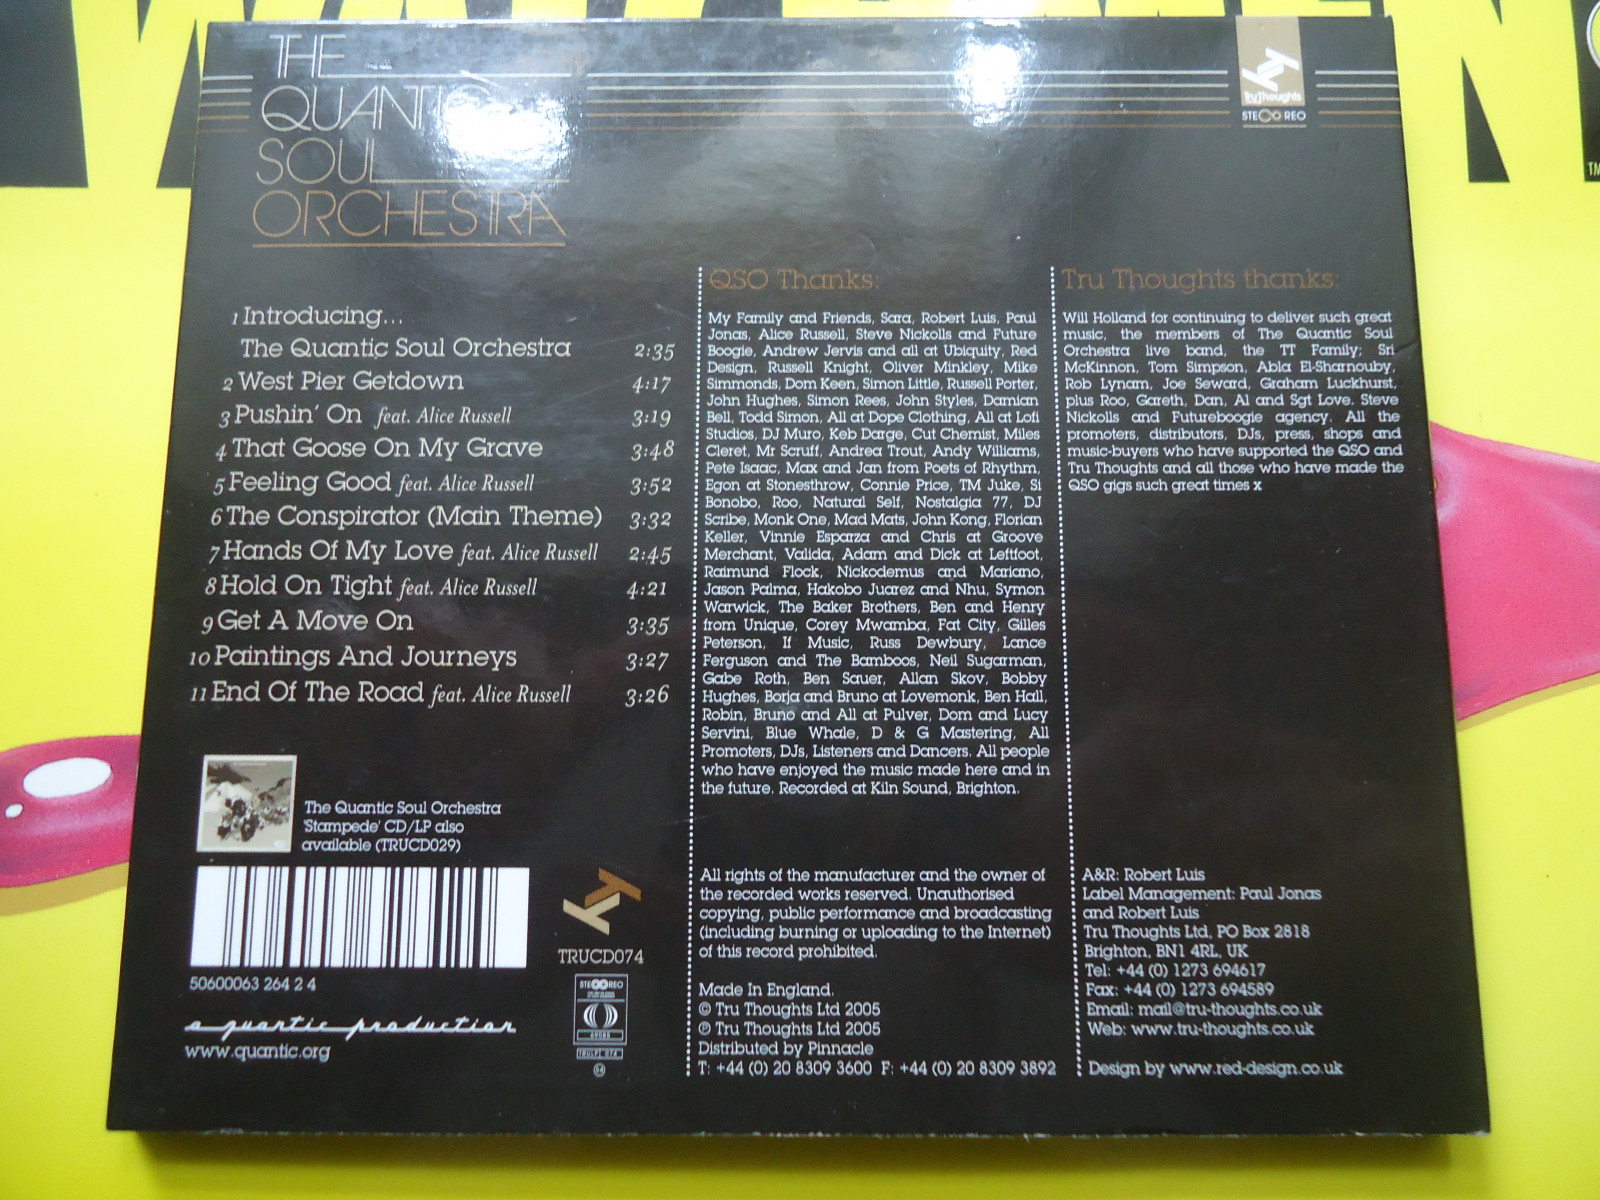 THE
QUANTIC
SOUL
ORCHESTRA
Tru Thoughts
STEREO
1 Introducing...
The Quantic Soul Orchestra 2:35
2 West Pier Getdown 4:17
3 Pushin' On feat. Alice Russell 3:19
4 That Goose On My Grave 3:48
5 Feeling Good feat. Alice Russell 3:52
6 The Conspirator (Main Theme) 3:32
7 Hands Of My Love feat. Alice Russell 2:45
8 Hold On Tight feat. Alice Russell 4:21
9 Get A Move On 3:35
10 Paintings And Journeys 3:27
11 End Of The Road feat. Alice Russell 3:26
The Quantic Soul Orchestra
'Stampede' CD/LP also
available (TRUCD029)
50600063 264 2 4
a quantic production
www.quantic.org
TRUCD074
STEREO
QSO Thanks:
My Family and Friends, Sara, Robert Luis, Paul
Jonas, Alice Russell, Steve Nickolls and Future
Boogie, Andrew Jervis and all at Ubiquity, Red
Design, Russell Knight, Oliver Minkley, Mike
Simmonds, Dom Keen, Simon Little, Russell Porter,
John Hughes, Simon Rees, John Styles, Damian
Bell, Todd Simon, All at Dope Clothing, All at Lofi
Studios, DJ Muro, Keb Darge, Cut Chemist, Miles
Cleret, Mr Scruff, Andrea Trout, Andy Williams,
Pete Isaac, Max and Jan from Poets of Rhythm,
Egon at Stonesthrow, Connie Price, TM Juke, Si
Bonobo, Roo, Natural Self, Nostalgia 77, DJ
Scribe, Monk One, Mad Mats, John Kong, Florian
Keller, Vinnie Esparza and Chris at Groove
Merchant, Valida, Adam and Dick at Leftfoot,
Raimund Flock, Nickodemus and Mariano,
Jason Palma, Hakobo Juarez and Nhu, Symon
Warwick, The Baker Brothers, Ben and Henry
from Unique, Corey Mwamba, Fat City, Gilles
Peterson, If Music, Russ Dewbury, Lance
Ferguson and The Bamboos, Neil Sugarman,
Gabe Roth, Ben Sauer, Allan Skov, Bobby
Hughes, Borja and Bruno at Lovemonk, Ben Hall,
Robin, Bruno and All at Pulver, Dom and Lucy
Servini, Blue Whale, D & G Mastering, All
Promoters, DJs, Listeners and Dancers. All people
who have enjoyed the music made here and in
the future. Recorded at Kiln Sound, Brighton.
All rights of the manufacturer and the owner of
the recorded works reserved. Unauthorised
copying, public performance and broadcasting
(including burning or uploading to the Internet)
of this record prohibited.
Made In England.
© Tru Thoughts Ltd 2005
℗ Tru Thoughts Ltd 2005
Distributed by Pinnacle
T: +44 (0) 20 8309 3600 F: +44 (0) 20 8309 3892
Tru Thoughts thanks:
Will Holland for continuing to deliver such great
music, the members of The Quantic Soul
Orchestra live band, the TT Family; Sri
McKinnon, Tom Simpson, Abla El-Sharnouby,
Rob Lynam, Joe Seward, Graham Luckhurst,
plus Roo, Gareth, Dan, Al and Sgt Love. Steve
Nickolls and Futureboogie agency. All the
promoters, distributors, DJs, press, shops and
music-buyers who have supported the QSO and
Tru Thoughts and all those who have made the
QSO gigs such great times x
A&R: Robert Luis
Label Management: Paul Jonas
and Robert Luis
Tru Thoughts Ltd, PO Box 2818
Brighton, BN1 4RL, UK
Tel: +44 (0) 1273 694617
Fax: +44 (0) 1273 694589
Email: mail@tru-thoughts.co.uk
Web: www.tru-thoughts.co.uk
Design by www.red-design.co.uk
TM